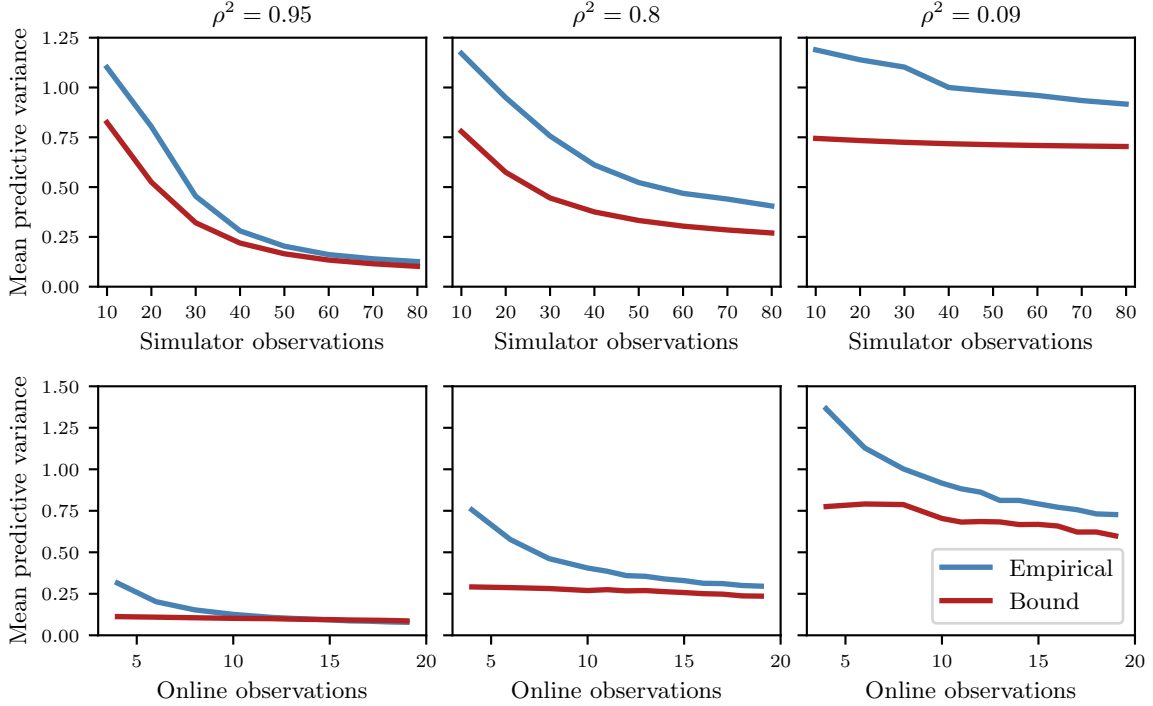 ρ² = 0.95
ρ² = 0.8
ρ² = 0.09
Mean predictive variance
1.25
1.00
0.75
0.50
0.25
0.00
10 20 30 40 50 60 70 80
10 20 30 40 50 60 70 80
10 20 30 40 50 60 70 80
Simulator observations
Simulator observations
Simulator observations
Mean predictive variance
1.50
1.25
1.00
0.75
0.50
0.25
0.00
Empirical
Bound
5 10 15 20
5 10 15 20
5 10 15 20
Online observations
Online observations
Online observations